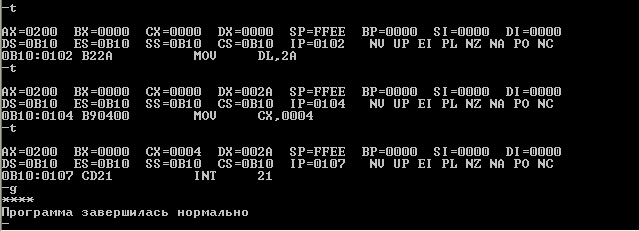 -t
AX=0200 BX=0000 CX=0000 DX=0000 SP=FFEE BP=0000 SI=0000 DI=0000
DS=0B10 ES=0B10 SS=0B10 CS=0B10 IP=0102 NV UP EI PL NZ NA PO NC
0B10:0102 B22A MOV DL,2A
-t
AX=0200 BX=0000 CX=0000 DX=002A SP=FFEE BP=0000 SI=0000 DI=0000
DS=0B10 ES=0B10 SS=0B10 CS=0B10 IP=0104 NV UP EI PL NZ NA PO NC
0B10:0104 B90400 MOV CX,0004
-t
AX=0200 BX=0000 CX=0004 DX=002A SP=FFEE BP=0000 SI=0000 DI=0000
DS=0B10 ES=0B10 SS=0B10 CS=0B10 IP=0107 NV UP EI PL NZ NA PO NC
0B10:0107 CD21 INT 21
-g
****
Программа завершилась нормально
-